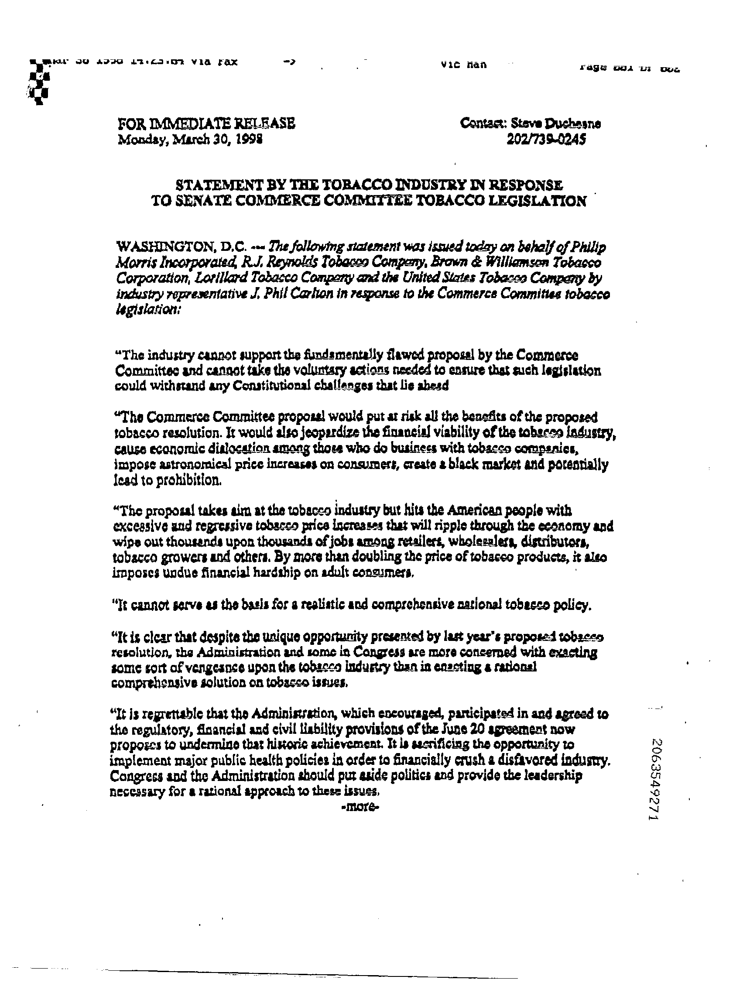 Mar 30 1998 via Fax -> Vic Han Page 001 of 002
FOR IMMEDIATE RELEASE Contact: Steve Duchesne
Monday, March 30, 1998 202/739-0245
STATEMENT BY THE TOBACCO INDUSTRY IN RESPONSE
TO SENATE COMMERCE COMMITTEE TOBACCO LEGISLATION
WASHINGTON, D.C. --- The following statement was issued today on behalf of Philip
Morris Incorporated, R.J. Reynolds Tobacco Company, Brown & Williamson Tobacco
Corporation, Lorillard Tobacco Company and the United States Tobacco Company by
industry representative J. Phil Carlton in response to the Commerce Committee tobacco
legislation:
"The industry cannot support the fundamentally flawed proposal by the Commerce
Committee and cannot take the voluntary actions needed to ensure that such legislation
could withstand any Constitutional challenges that lie ahead
"The Commerce Committee proposal would put at risk all the benefits of the proposed
tobacco resolution. It would also jeopardize the financial viability of the tobacco industry,
cause economic dislocation among those who do business with tobacco companies,
impose astronomical price increases on consumers, create a black market and potentially
lead to prohibition.
"The proposal takes aim at the tobacco industry but hits the American people with
excessive and regressive tobacco price increases that will ripple through the economy and
wipe out thousands upon thousands of jobs among retailers, wholesalers, distributors,
tobacco growers and others. By more than doubling the price of tobacco products, it also
imposes undue financial hardship on adult consumers.
"It cannot serve as the basis for a realistic and comprehensive national tobacco policy.
"It is clear that despite the unique opportunity presented by last year's proposed tobacco
resolution, the Administration and some in Congress are more concerned with exacting
some sort of vengeance upon the tobacco industry than in enacting a rational
comprehensive solution on tobacco issues.
"It is regrettable that the Administration, which encouraged, participated in and agreed to
the regulatory, financial and civil liability provisions of the June 20 agreement now
proposes to undermine that historic achievement. It is sacrificing the opportunity to
implement major public health policies in order to financially crush a disfavored industry.
Congress and the Administration should put aside politics and provide the leadership
necessary for a rational approach to these issues.
-more-
2063549271